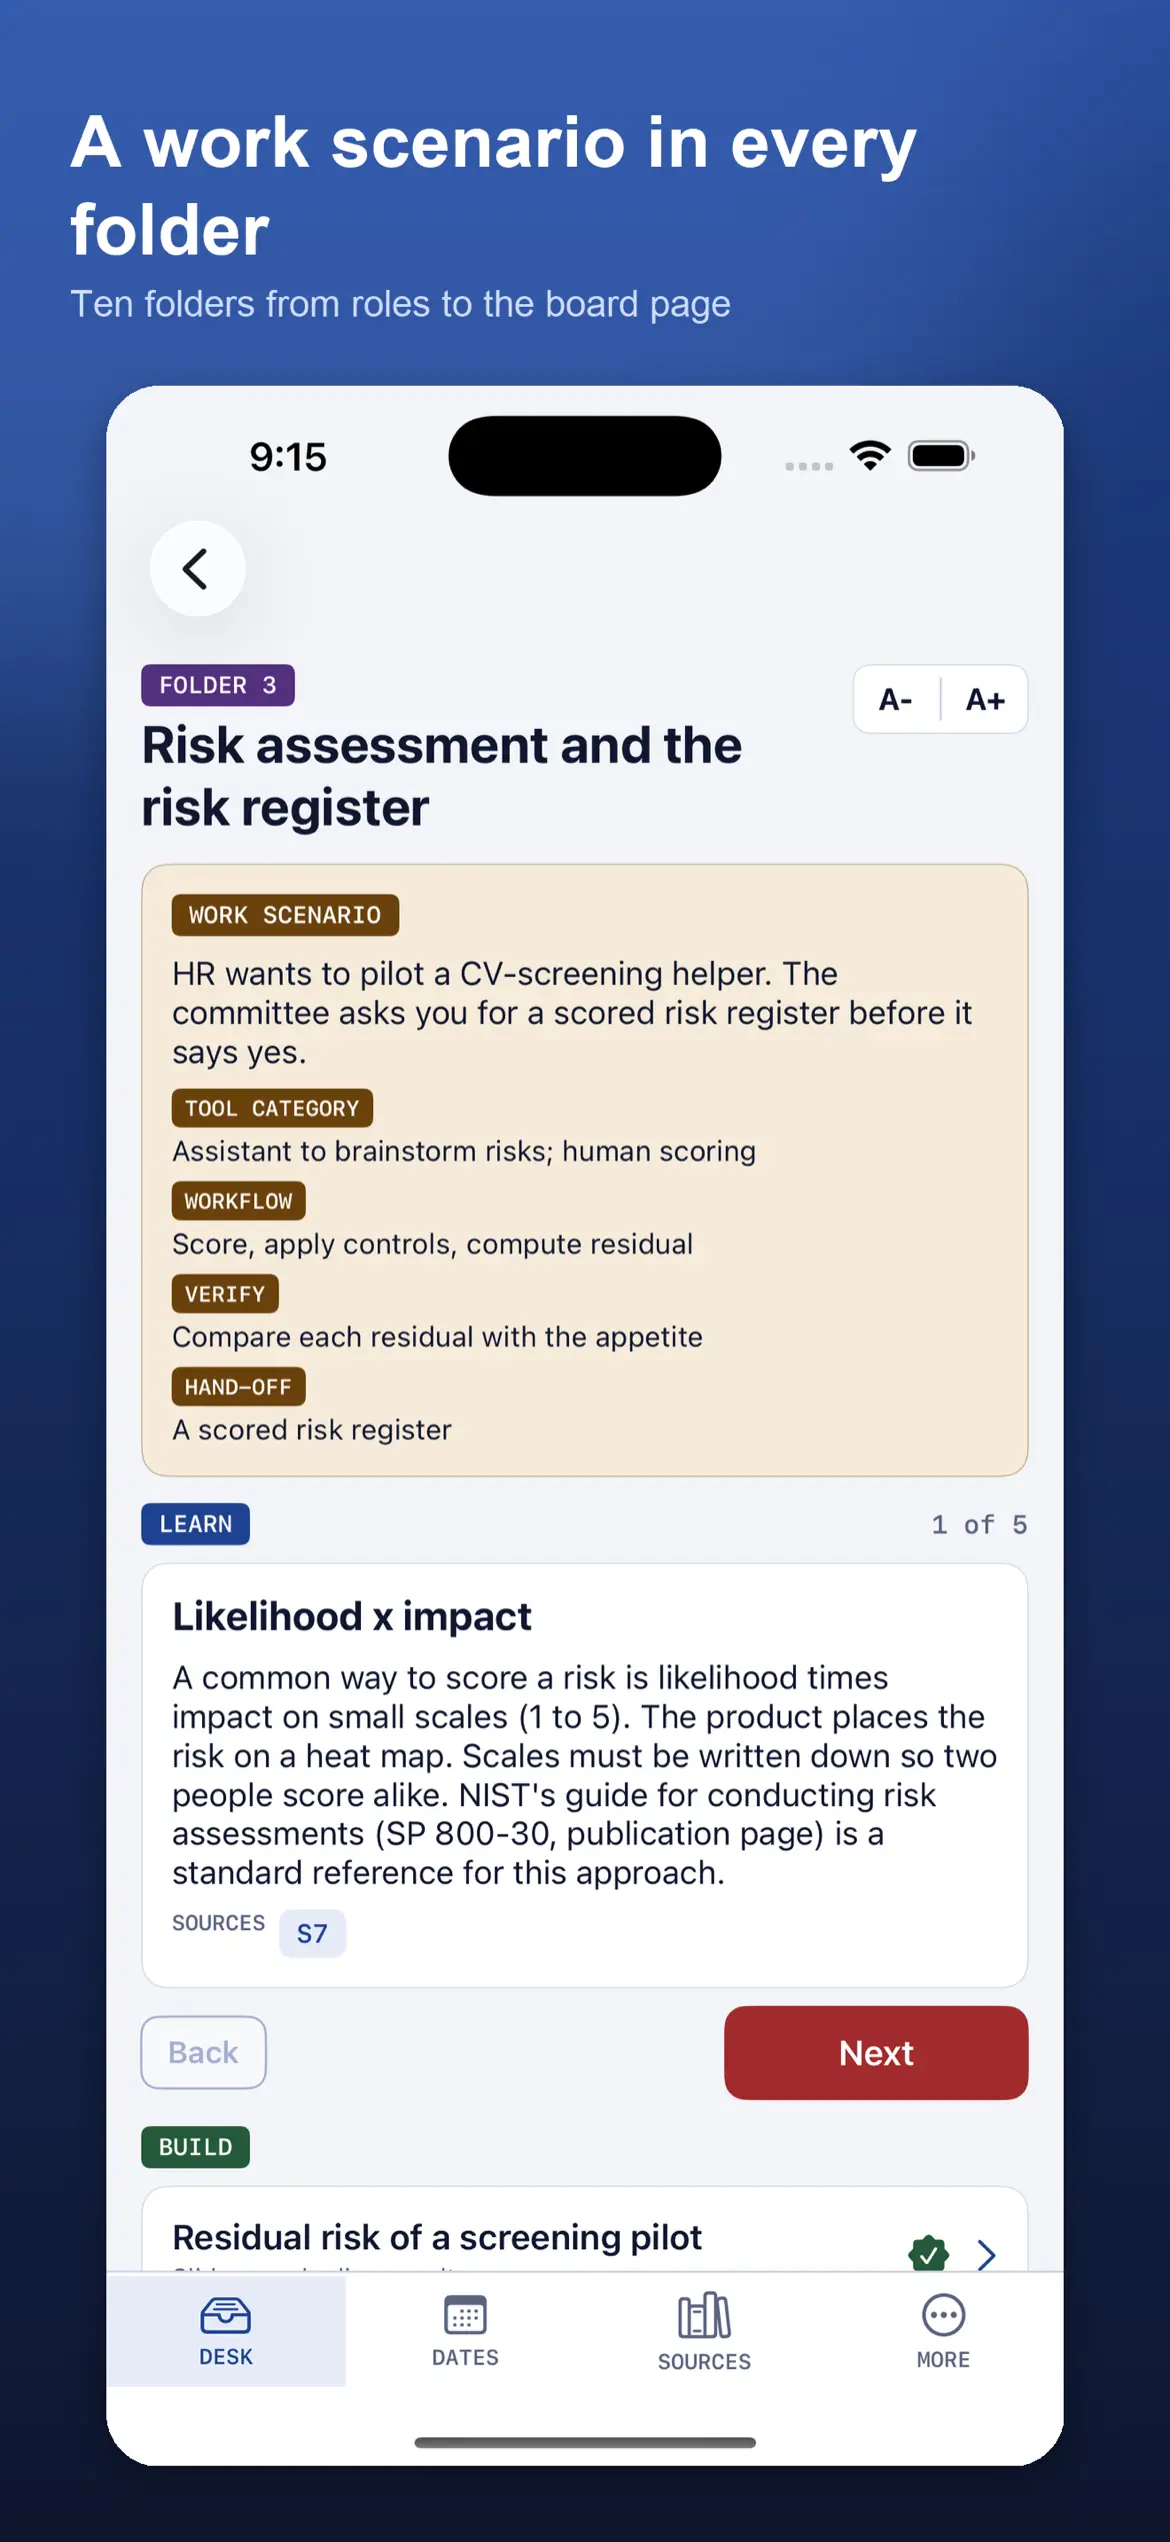 A work scenario in every
folder
Ten folders from roles to the board page
9:15
FOLDER 3
A- A+
Risk assessment and the
risk register
WORK SCENARIO
HR wants to pilot a CV-screening helper. The
committee asks you for a scored risk register before it
says yes.
TOOL CATEGORY
Assistant to brainstorm risks; human scoring
WORKFLOW
Score, apply controls, compute residual
VERIFY
Compare each residual with the appetite
HAND-OFF
A scored risk register
LEARN 1 of 5
Likelihood x impact
A common way to score a risk is likelihood times
impact on small scales (1 to 5). The product places the
risk on a heat map. Scales must be written down so two
people score alike. NIST's guide for conducting risk
assessments (SP 800-30, publication page) is a
standard reference for this approach.
SOURCES S7
Back Next
BUILD
Residual risk of a screening pilot
DESK DATES SOURCES MORE